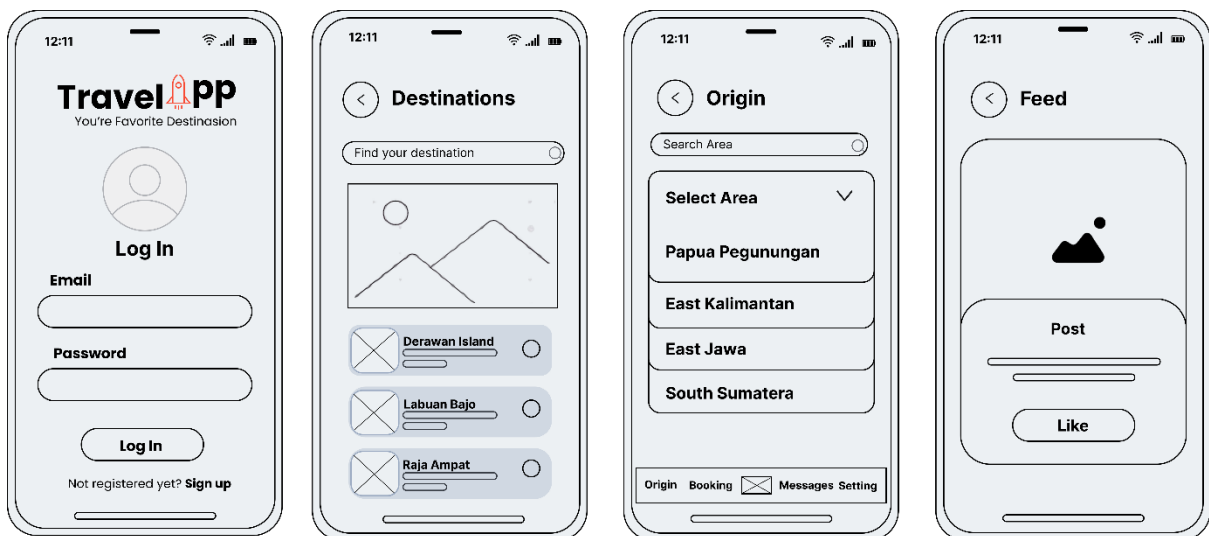 12:11
Travel pp
You're Favorite Destinasion
Log In
Email
Password
Log In
Not registered yet? Sign up
12:11
Destinations
Find your destination
Derawan Island
Labuan Bajo
Raja Ampat
12:11
Origin
Search Area
Select Area
Papua Pegunungan
East Kalimantan
East Jawa
South Sumatera
Origin Booking Messages Setting
12:11
Feed
Post
Like